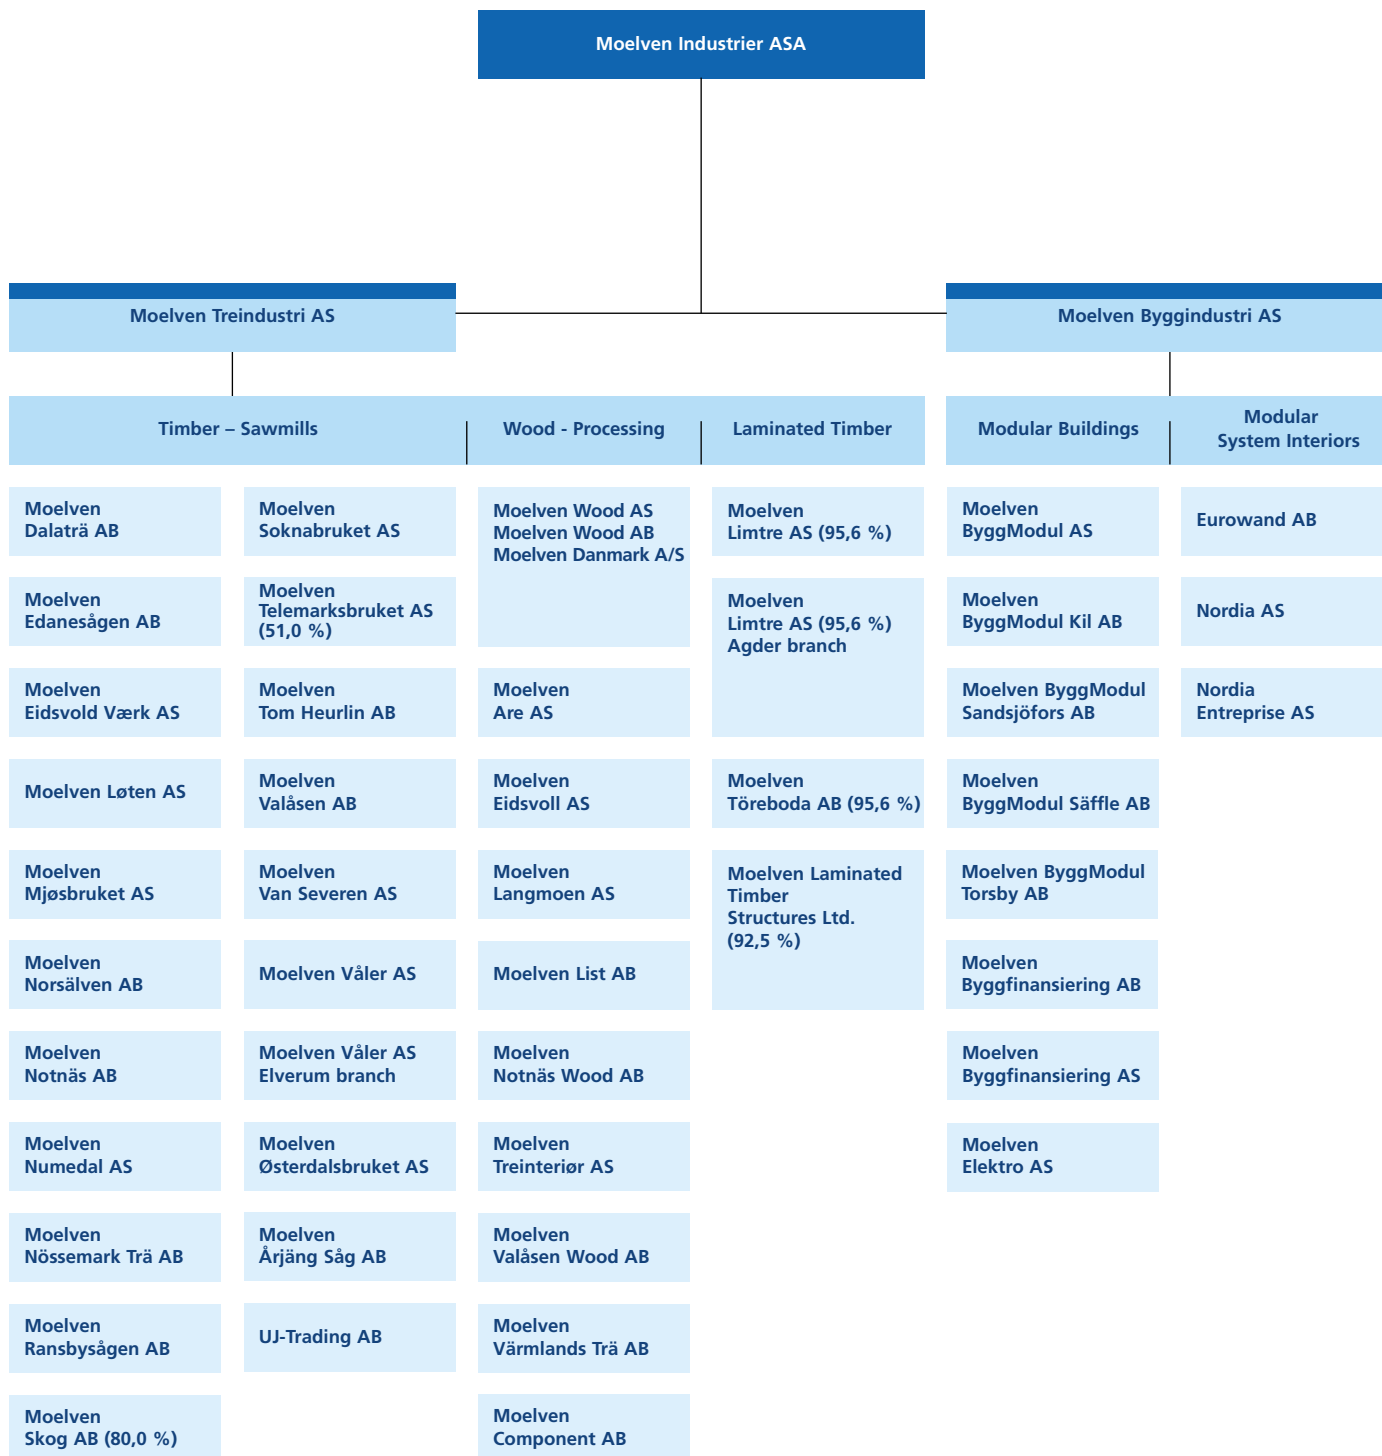 Moelven Industrier ASA
Moelven Treindustri AS
Moelven Byggindustri AS
Timber – Sawmills
Wood - Processing
Laminated Timber
Modular Buildings
Modular
System Interiors
Moelven
Dalaträ AB
Moelven
Edanesågen AB
Moelven
Eidsvold Værk AS
Moelven Løten AS
Moelven
Mjøsbruket AS
Moelven
Norsälven AB
Moelven
Notnäs AB
Moelven
Numedal AS
Moelven
Nössemark Trä AB
Moelven
Ransbysågen AB
Moelven
Skog AB (80,0 %)
Moelven
Soknabruket AS
Moelven
Telemarksbruket AS
(51,0 %)
Moelven
Tom Heurlin AB
Moelven
Valåsen AB
Moelven
Van Severen AS
Moelven Våler AS
Moelven Våler AS
Elverum branch
Moelven
Østerdalsbruket AS
Moelven
Årjäng Såg AB
UJ-Trading AB
Moelven Wood AS
Moelven Wood AB
Moelven Danmark A/S
Moelven
Are AS
Moelven
Eidsvoll AS
Moelven
Langmoen AS
Moelven List AB
Moelven
Notnäs Wood AB
Moelven
Treinteriør AS
Moelven
Valåsen Wood AB
Moelven
Värmlands Trä AB
Moelven
Component AB
Moelven
Limtre AS (95,6 %)
Moelven
Limtre AS (95,6 %)
Agder branch
Moelven
Töreboda AB (95,6 %)
Moelven Laminated
Timber
Structures Ltd.
(92,5 %)
Moelven
ByggModul AS
Moelven
ByggModul Kil AB
Moelven ByggModul
Sandsjöfors AB
Moelven
ByggModul Säffle AB
Moelven ByggModul
Torsby AB
Moelven
Byggfinansiering AB
Moelven
Byggfinansiering AS
Moelven
Elektro AS
Eurowand AB
Nordia AS
Nordia
Entreprise AS